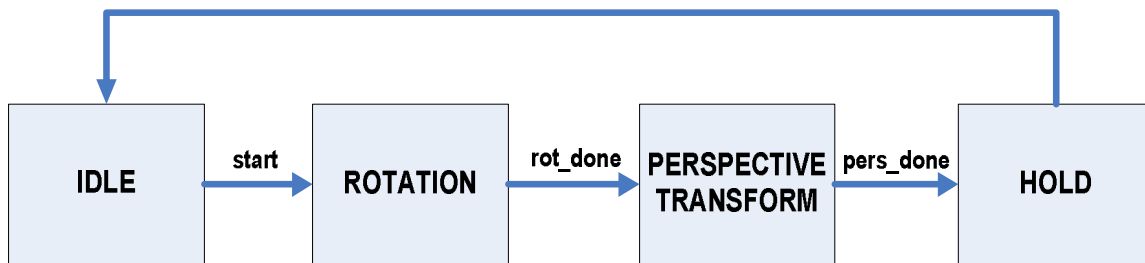 IDLE
start
ROTATION
rot_done
PERSPECTIVE
TRANSFORM
pers_done
HOLD